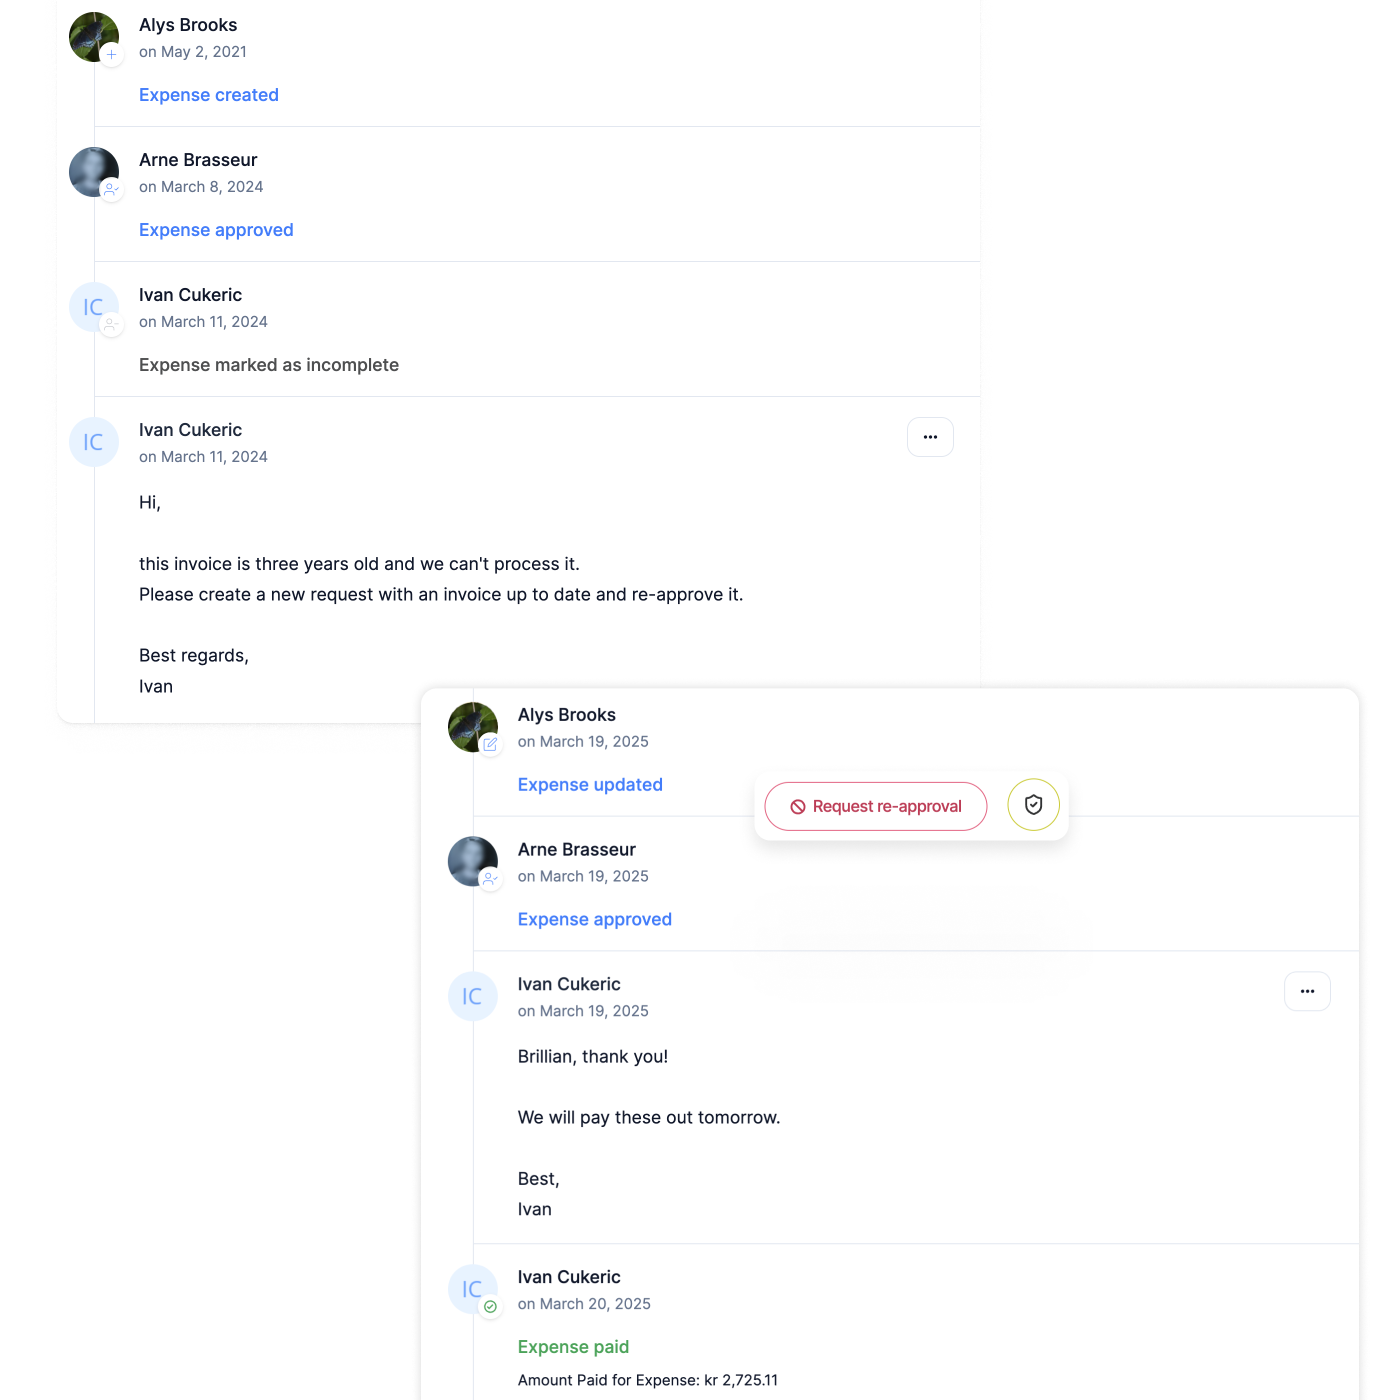 Alys Brooks
on May 2, 2021
Expense created
Arne Brasseur
on March 8, 2024
Expense approved
IC
Ivan Cukeric
on March 11, 2024
Expense marked as incomplete
IC
Ivan Cukeric
on March 11, 2024
Hi,
this invoice is three years old and we can't process it.
Please create a new request with an invoice up to date and re-approve it.
Best regards,
Ivan
Alys Brooks
on March 19, 2025
Expense updated
Request re-approval
Arne Brasseur
on March 19, 2025
Expense approved
IC
Ivan Cukeric
on March 19, 2025
Brillian, thank you!
We will pay these out tomorrow.
Best,
Ivan
IC
Ivan Cukeric
on March 20, 2025
Expense paid
Amount Paid for Expense: kr 2,725.11